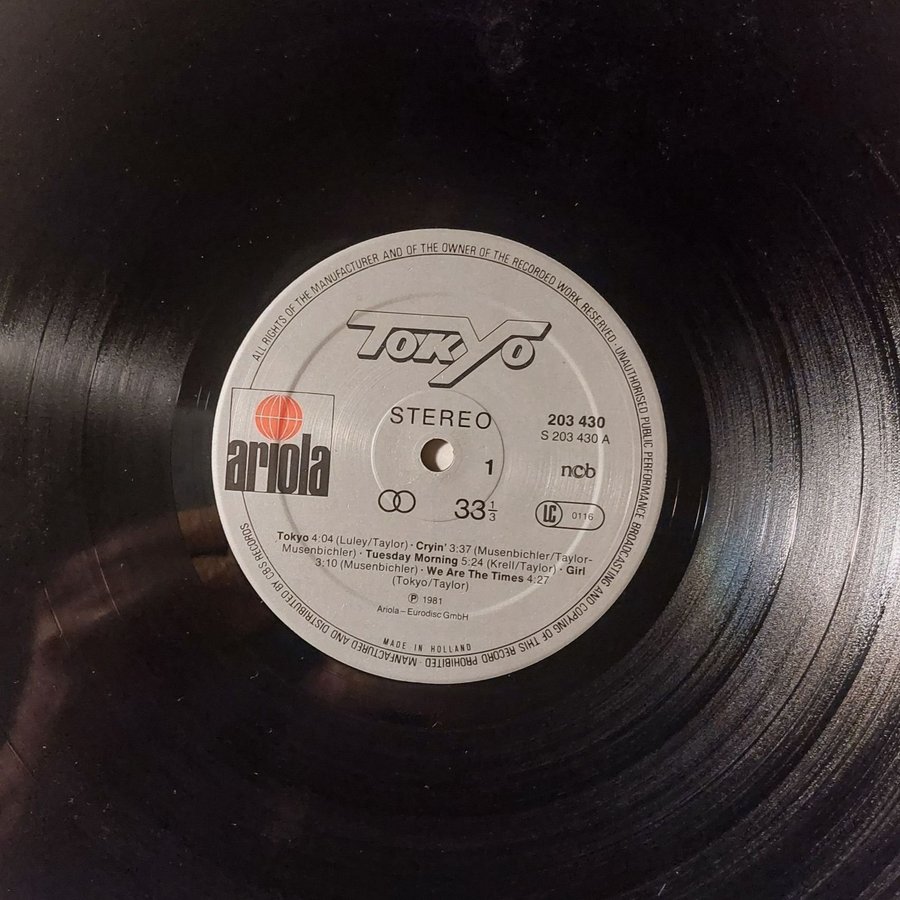 ALL RIGHTS OF THE MANUFACTURER AND OF THE OWNER OF THE RECORDED WORK RESERVED · UNAUTHORISED PUBLIC PERFORMANCE BROADCASTING AND COPYING OF THIS RECORD PROHIBITED · MANFACTURED AND DISTRIBUTED BY CBS RECORDS
TOKYO
STEREO
203 430
S 203 430 A
ariola
1
ncb
33 1/3
LC 0116
Tokyo 4:04 (Luley/Taylor) · Cryin' 3:37 (Musenbichler/Taylor-
Musenbichler) · Tuesday Morning 5:24 (Krell/Taylor) · Girl
3:10 (Musenbichler) · We Are The Times 4:27
(Tokyo/Taylor)
℗ 1981
Ariola – Eurodisc GmbH
MADE IN HOLLAND